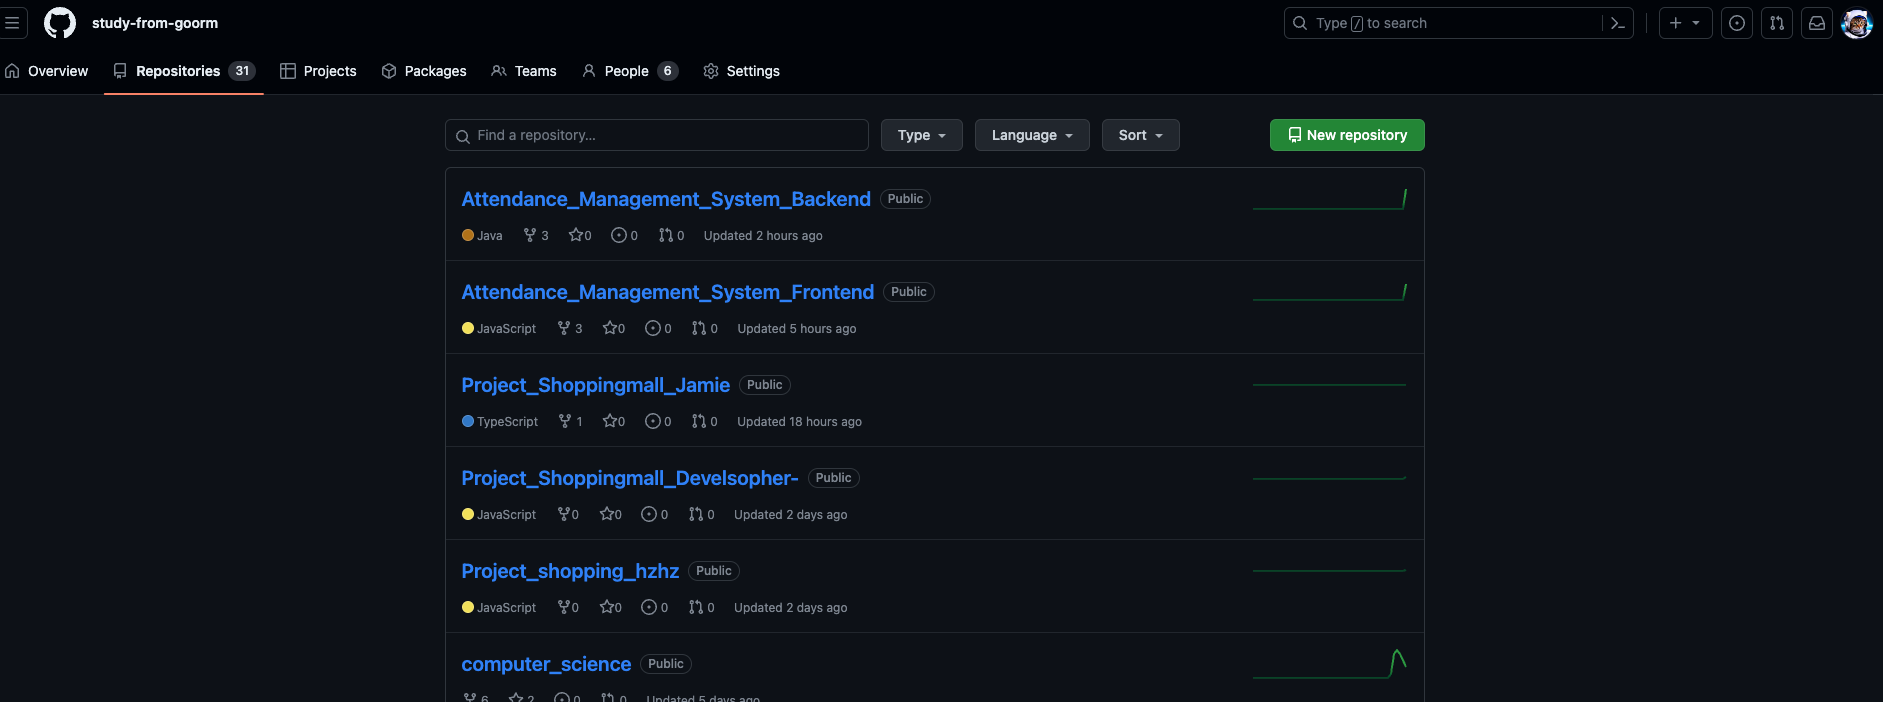 study-from-goorm
Type / to search
Overview
Repositories 31
Projects
Packages
Teams
People 6
Settings
Find a repository...
Type
Language
Sort
New repository
Attendance_Management_System_Backend Public
Java 3 0 0 0 Updated 2 hours ago
Attendance_Management_System_Frontend Public
JavaScript 3 0 0 0 Updated 5 hours ago
Project_Shoppingmall_Jamie Public
TypeScript 1 0 0 0 Updated 18 hours ago
Project_Shoppingmall_Develsopher- Public
JavaScript 0 0 0 0 Updated 2 days ago
Project_shopping_hzhz Public
JavaScript 0 0 0 0 Updated 2 days ago
computer_science Public
6 2 0 0 Updated 5 days ago